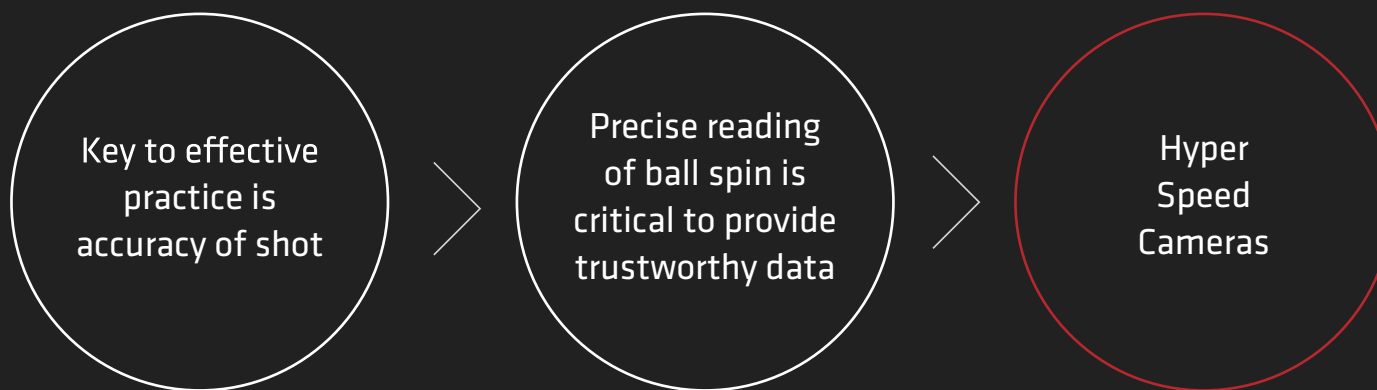 Key to effective
practice is
accuracy of shot
Precise reading
of ball spin is
critical to provide
trustworthy data
Hyper
Speed
Cameras